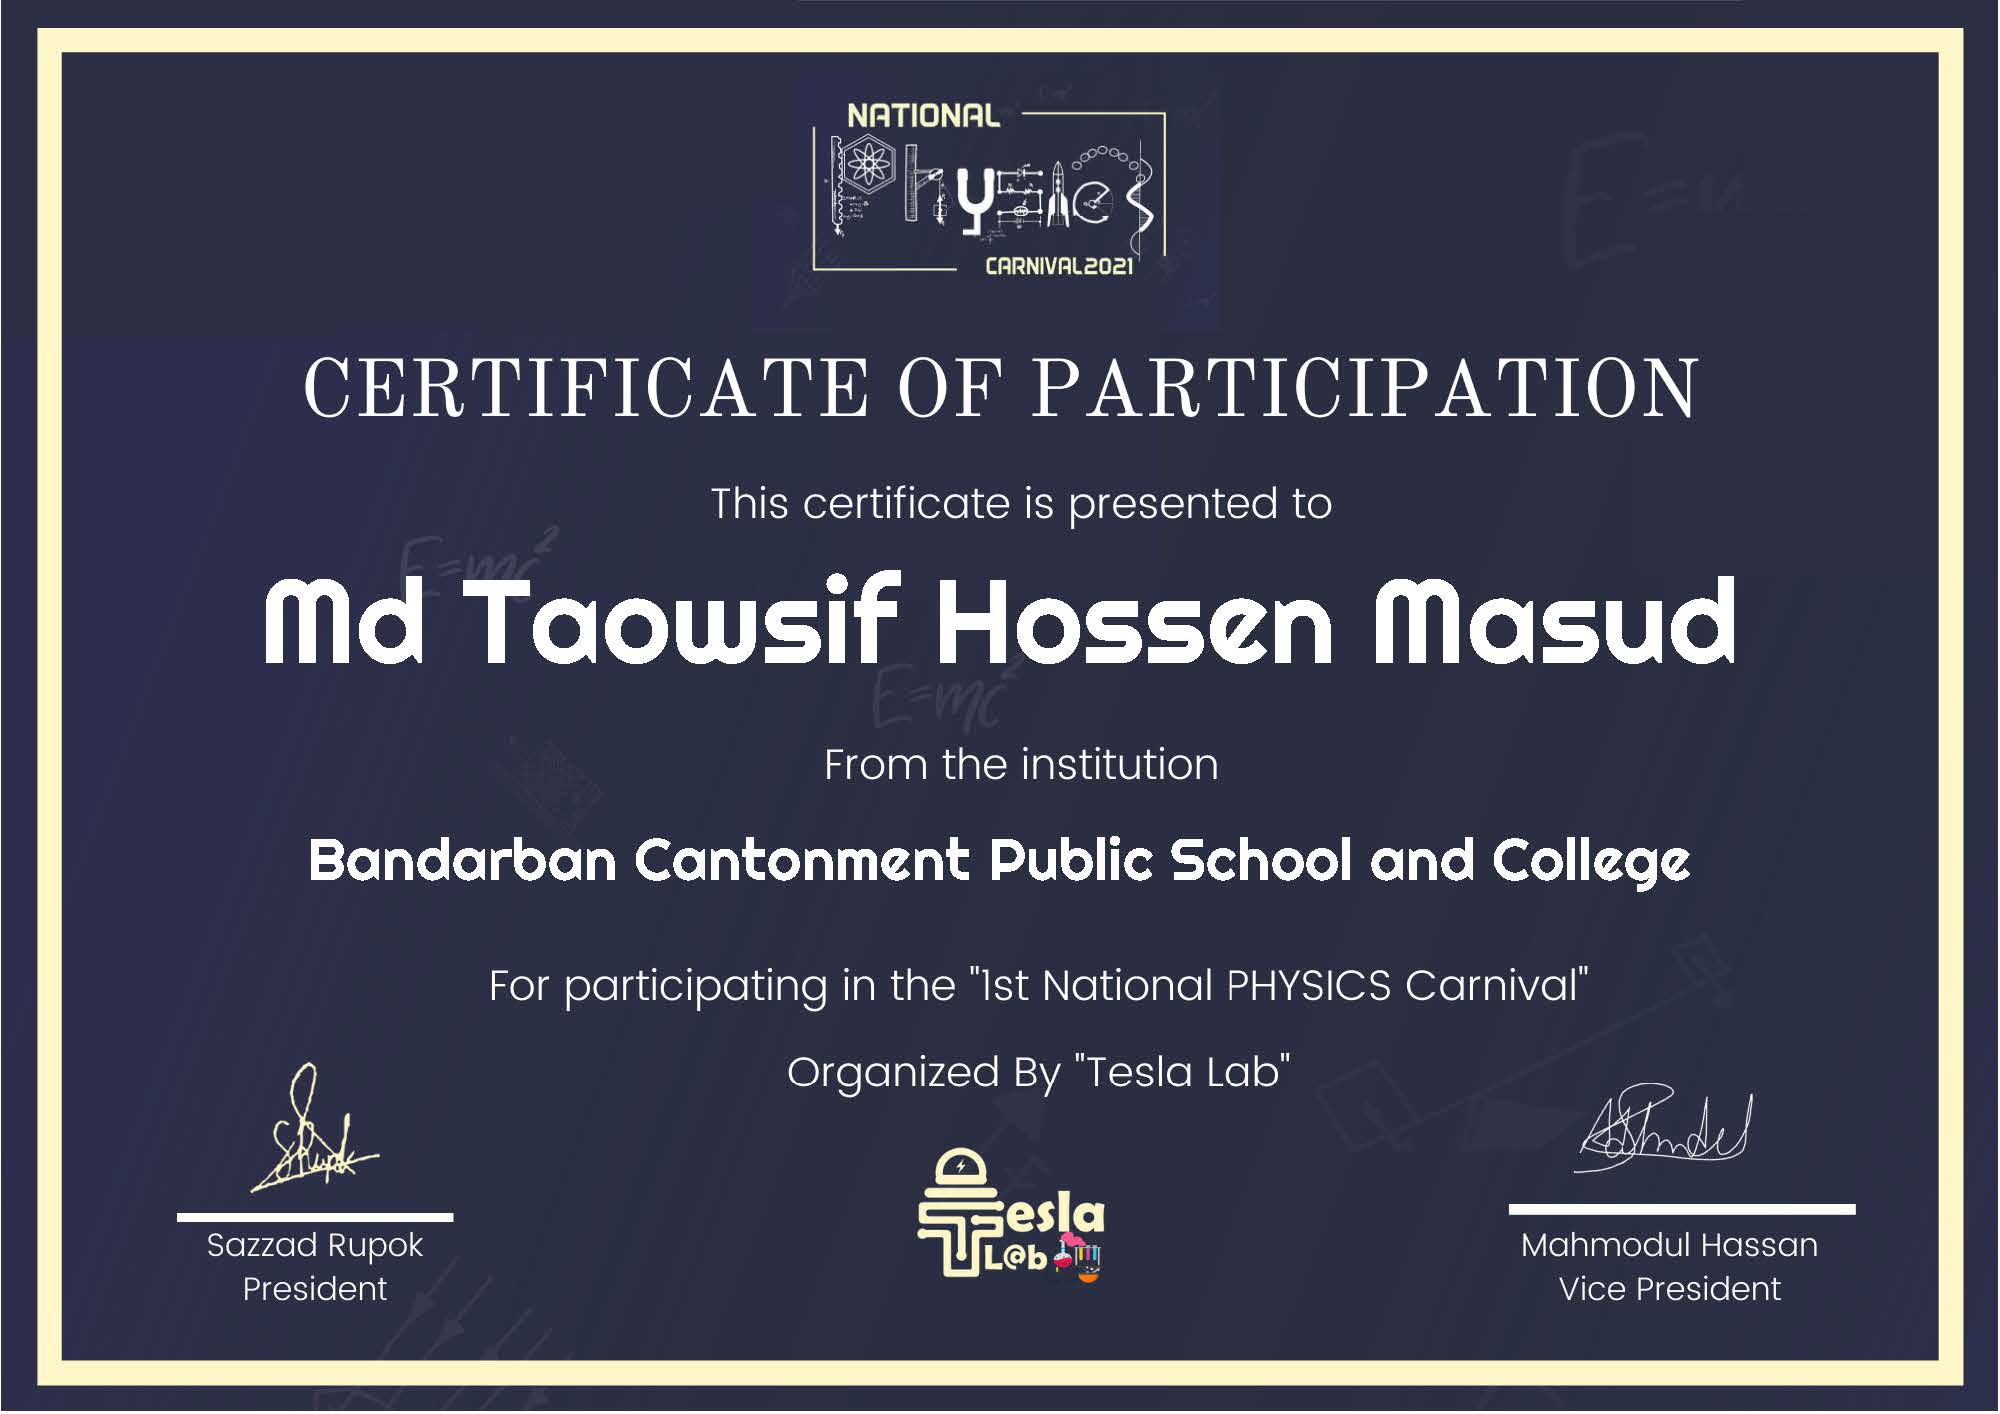 NATIONAL
Physics
CARNIVAL2021
CERTIFICATE OF PARTICIPATION
This certificate is presented to
E=mc²
Md Taowsif Hossen Masud
E=mc²
From the institution
Bandarban Cantonment Public School and College
For participating in the "1st National PHYSICS Carnival"
Organized By "Tesla Lab"
Tesla
L@b
Sazzad Rupok
President
Mahmodul Hassan
Vice President